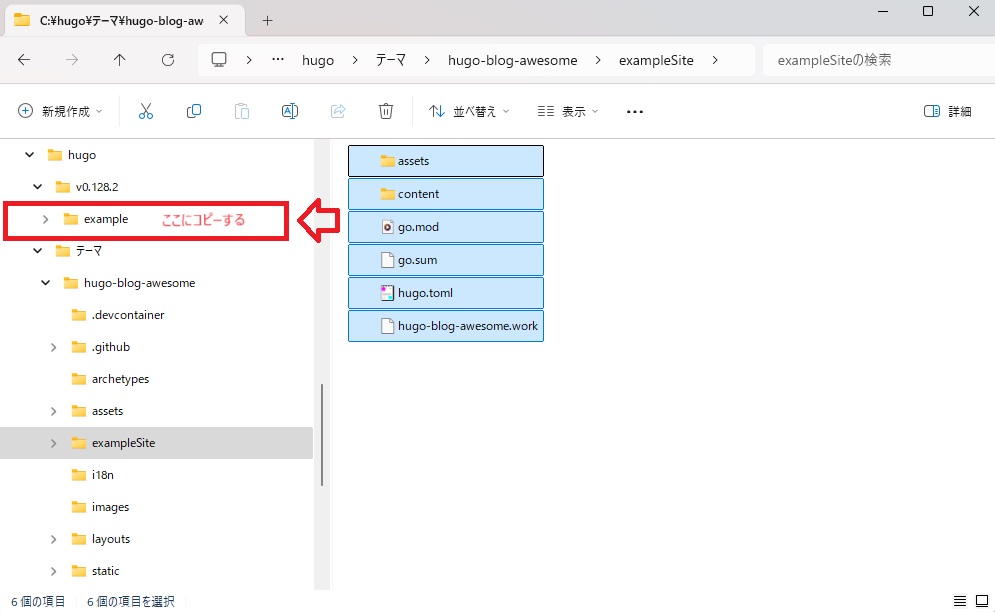 C:¥hugo¥テーマ¥hugo-blog-aw
hugo テーマ hugo-blog-awesome exampleSite exampleSiteの検索
新規作成 並べ替え 表示 詳細
hugo
v0.128.2
example ここにコピーする
テーマ
hugo-blog-awesome
.devcontainer
.github
archetypes
assets
exampleSite
i18n
images
layouts
static
assets
content
go.mod
go.sum
hugo.toml
hugo-blog-awesome.work
6 個の項目 6 個の項目を選択